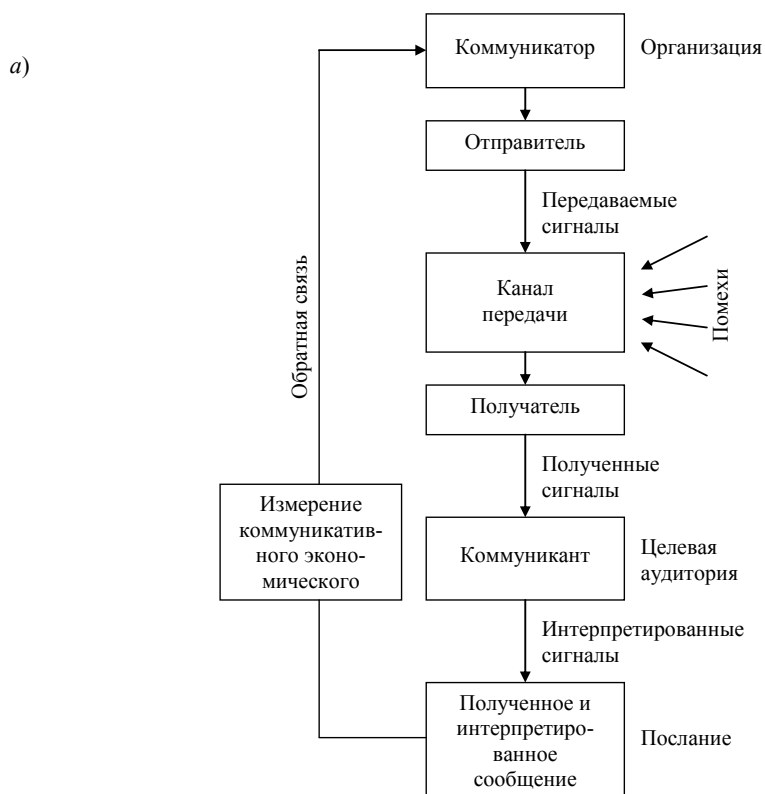 а)
Коммуникатор
Организация
Отправитель
Передаваемые
сигналы
Канал
передачи
Помехи
Получатель
Обратная связь
Полученные
сигналы
Измерение
коммуникатив-
ного эконо-
мического
Коммуникант
Целевая
аудитория
Интерпретированные
сигналы
Полученное и
интерпретиро-
ванное
сообщение
Послание